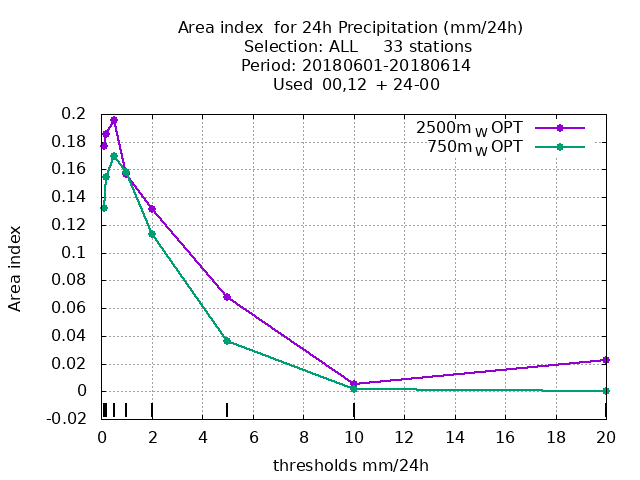 Area index  for 24h Precipitation (mm/24h)
Selection: ALL     33 stations
Period: 20180601-20180614
Used  00,12  + 24-00
2500m W OPT
750m W OPT
0.2
0.18
0.16
0.14
0.12
0.1
0.08
0.06
0.04
0.02
0
-0.02
Area index
0 2 4 6 8 10 12 14 16 18 20
thresholds mm/24h